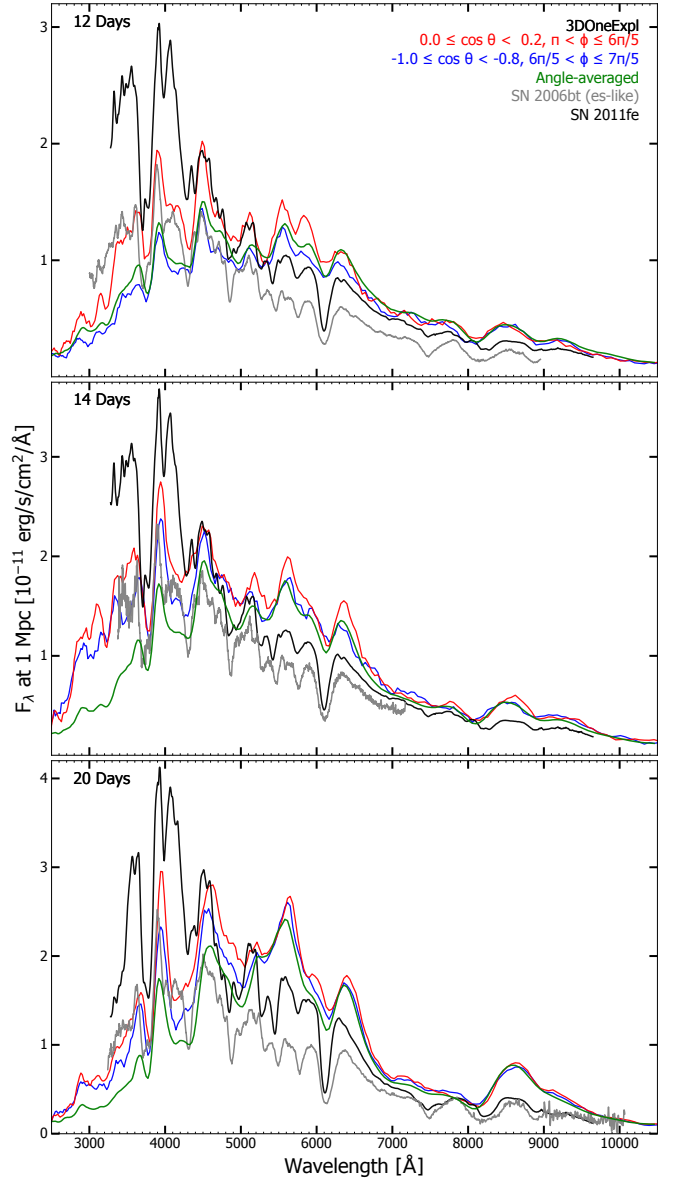 12 Days
3DOneExpl
0.0 ≤ cos θ < 0.2, π < ϕ ≤ 6π/5
-1.0 ≤ cos θ < -0.8, 6π/5 < ϕ ≤ 7π/5
Angle-averaged
SN 2006bt (es-like)
SN 2011fe
3
2
1
14 Days
3
2
1
F_λ at 1 Mpc [10⁻¹¹ erg/s/cm²/Å]
20 Days
4
3
2
1
0
3000 4000 5000 6000 7000 8000 9000 10000
Wavelength [Å]